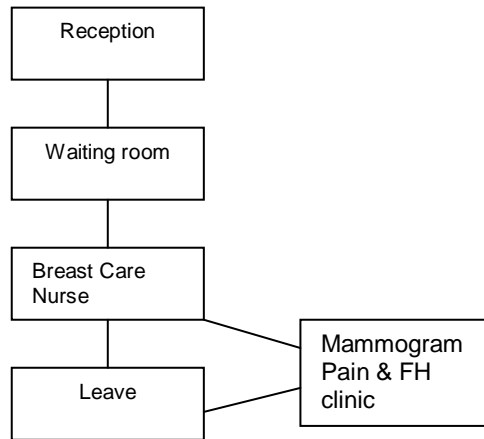 Reception
Waiting room
Breast Care
Nurse
Mammogram
Pain & FH
clinic
Leave